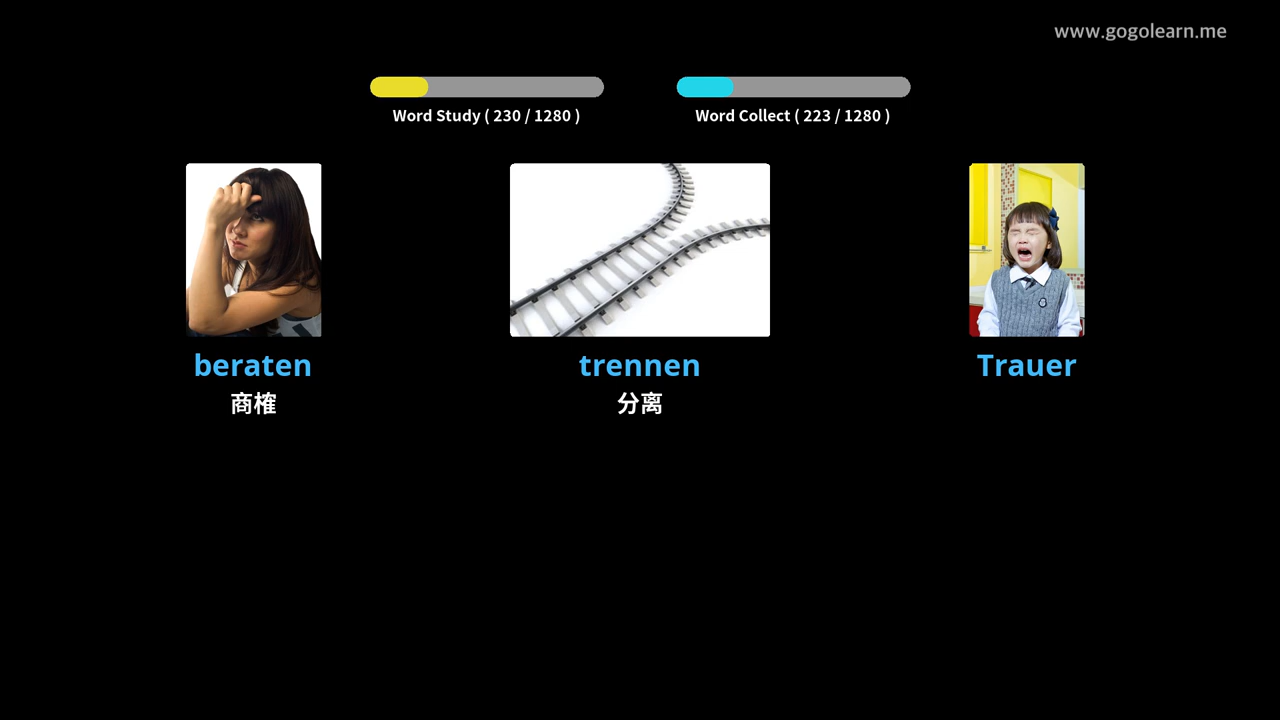 www.gogolearn.me
Word Study ( 230 / 1280 )
Word Collect ( 223 / 1280 )
beraten
trennen
Trauer
商榷
分离